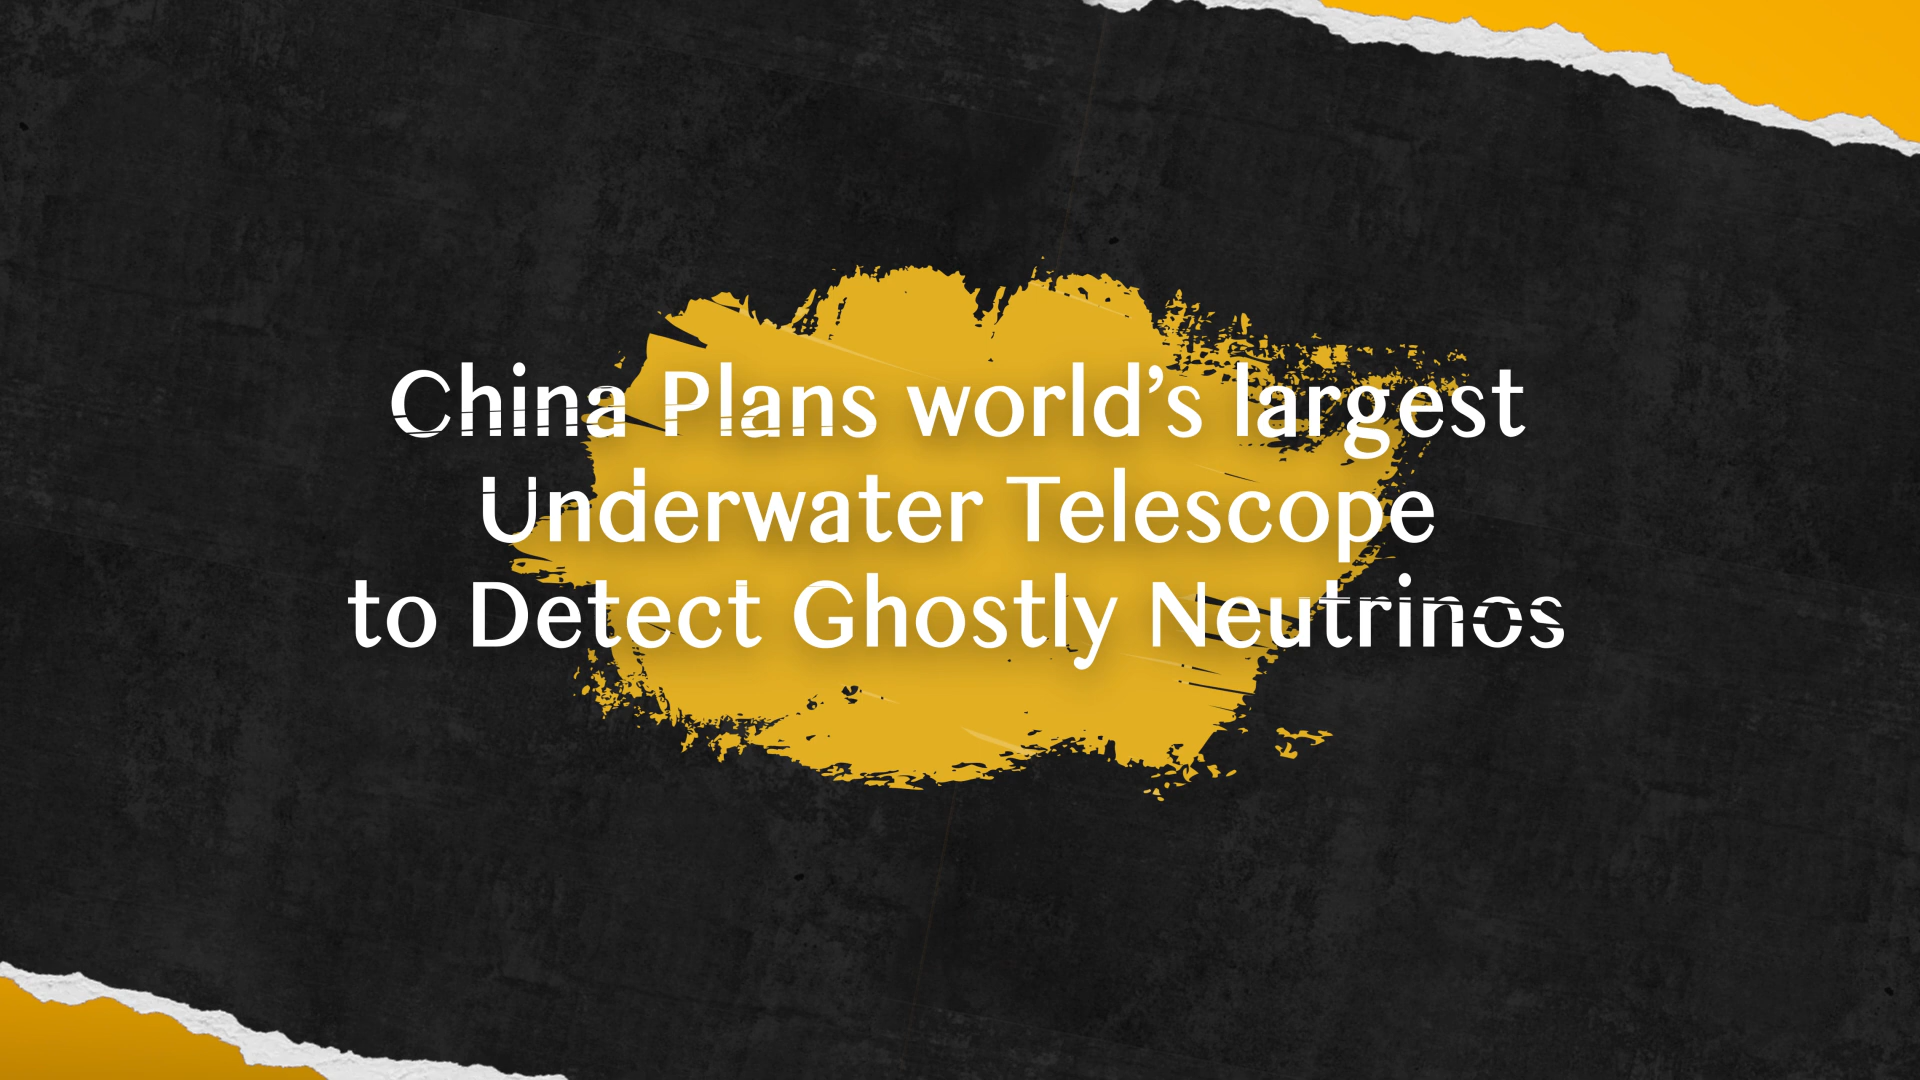 China Plans world’s largest
Underwater Telescope
to Detect Ghostly Neutrinos